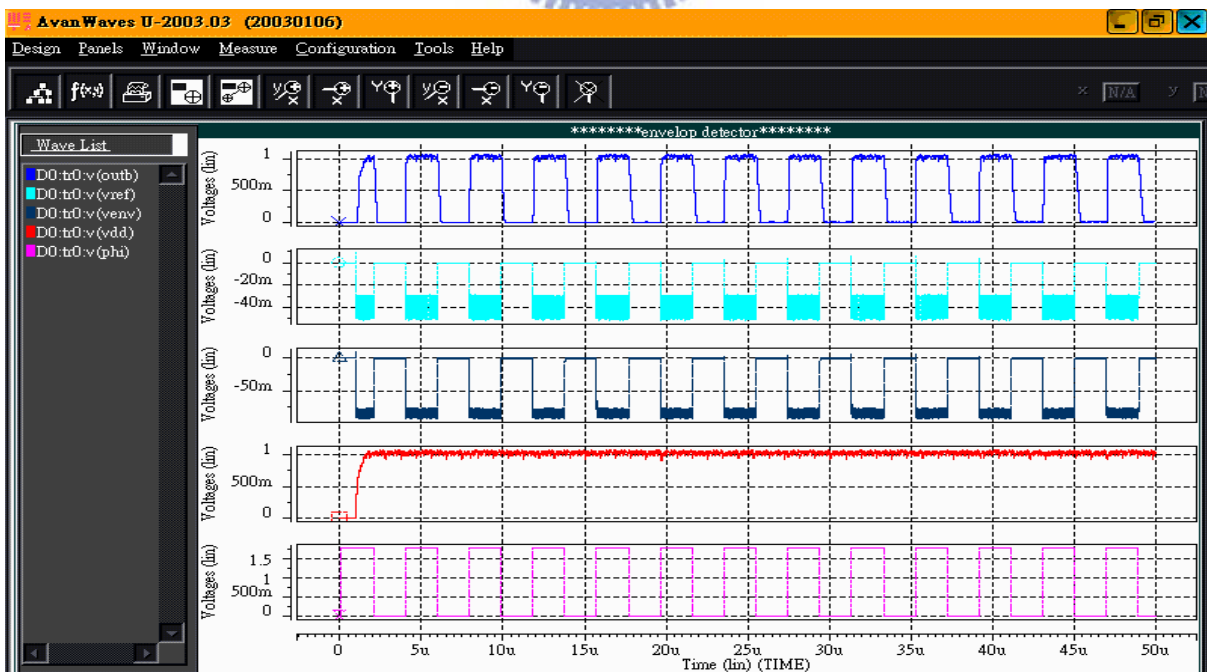 AvanWaves U-2003.03 (20030106)
Design Panels Window Measure Configuration Tools Help
f(x,y)
x N/A y
********envelop detector********
Wave List
D0:tr0:v(outb)
D0:tr0:v(vref)
D0:tr0:v(venv)
D0:tr0:v(vdd)
D0:tr0:v(phi)
Voltages (lin)
1
500m
0
Voltages (lin)
0
-20m
-40m
Voltages (lin)
0
-50m
Voltages (lin)
1
500m
0
Voltages (lin)
1.5
1
500m
0
0 5u 10u 15u 20u 25u 30u 35u 40u 45u 50u
Time (lin) (TIME)